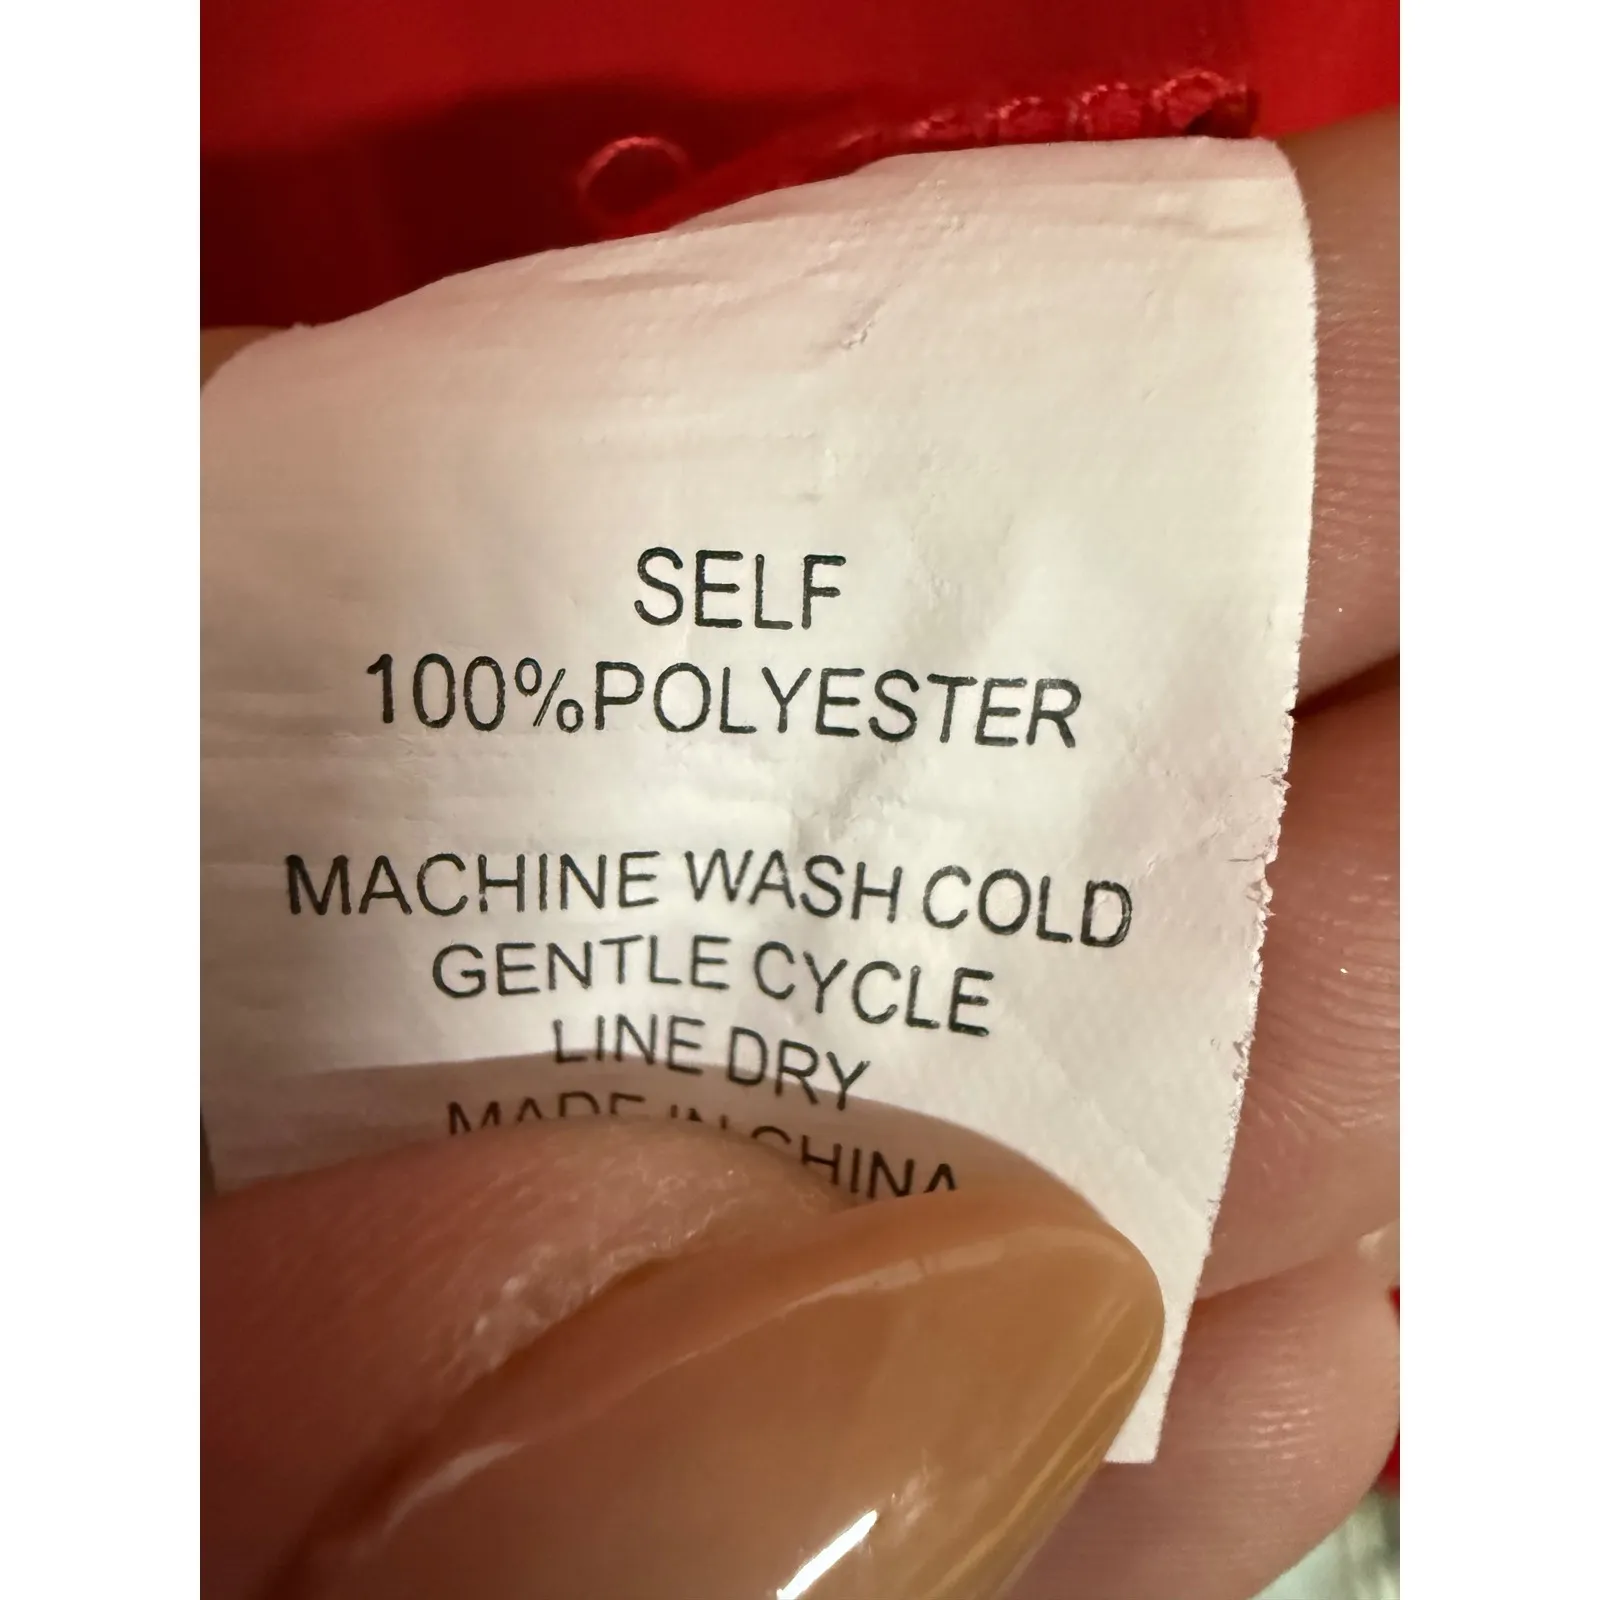 SELF
100%POLYESTER
MACHINE WASH COLD
GENTLE CYCLE
LINE DRY
MADE IN CHINA